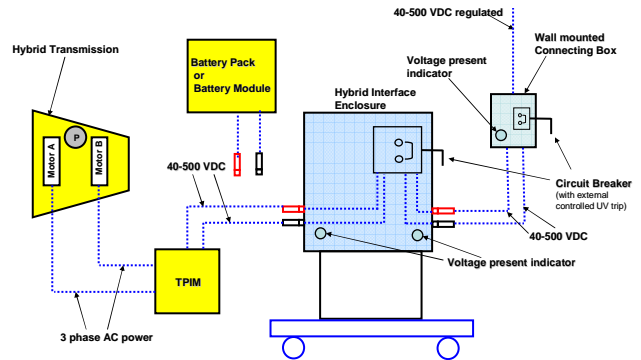 40-500 VDC regulated
Wall mounted
Connecting Box
Voltage present
indicator
Hybrid Transmission
Battery Pack
or
Battery Module
Hybrid Interface
Enclosure
P
Motor A
Motor B
40-500 VDC
Circuit Breaker
(with external
controlled UV trip)
40-500 VDC
Voltage present indicator
TPIM
3 phase AC power